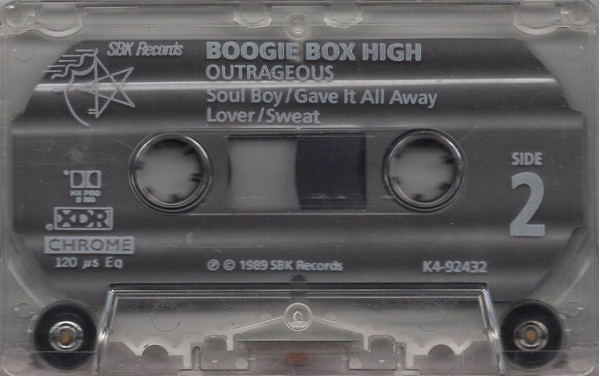 SBK Records
BOOGIE BOX HIGH
OUTRAGEOUS
Soul Boy/Gave It All Away
Lover/Sweat
SIDE
2
HX PRO
B NR
XDR®
CHROME
120 µs Eq
℗ © 1989 SBK Records
K4-92432